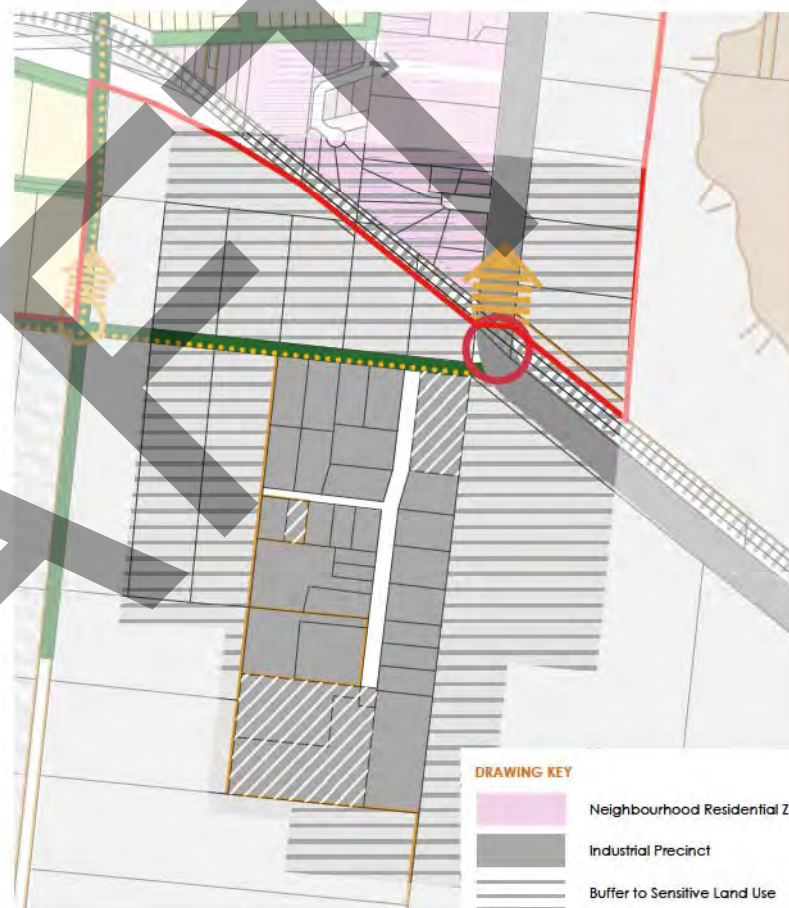 DRAWING KEY
Neighbourhood Residential Z
Industrial Precinct
Buffer to Sensitive Land Use